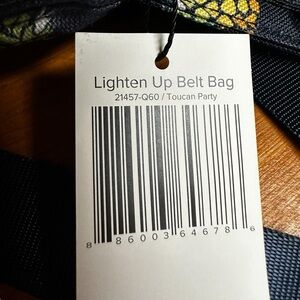 Lighten Up Belt Bag
21457-Q60 / Toucan Party
8 86003 64678 6